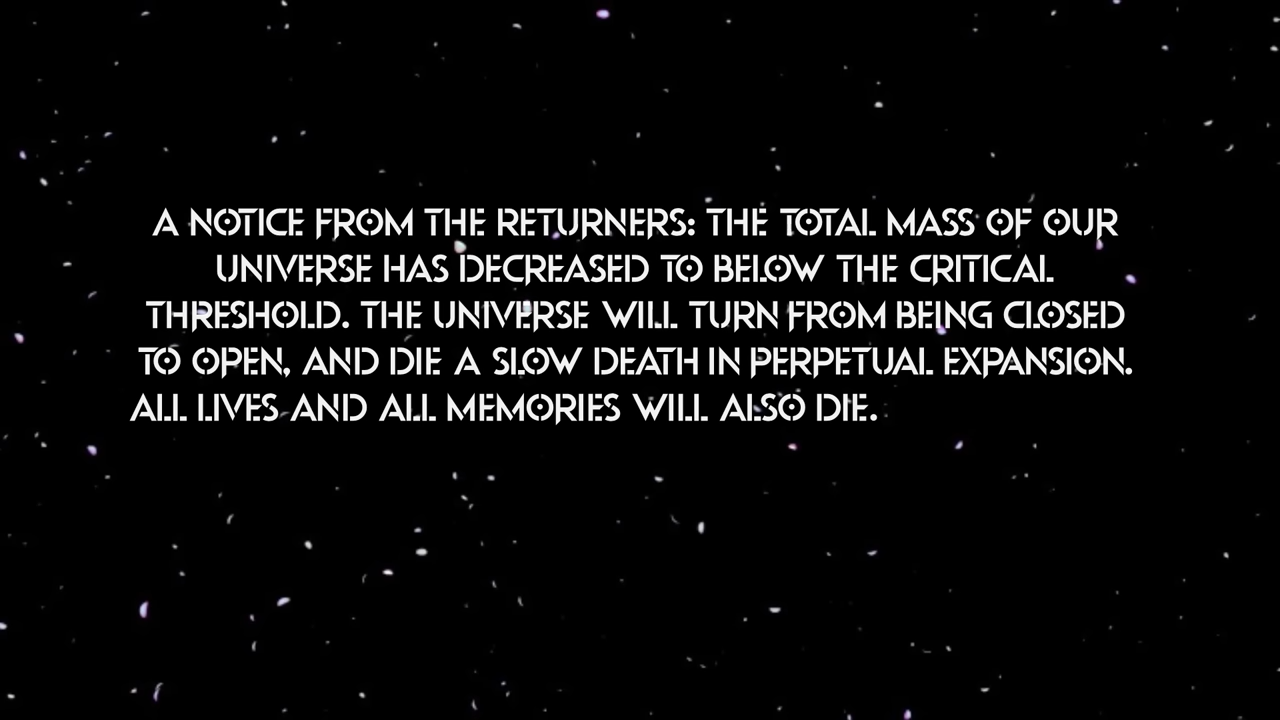 A NOTICE FROM THE RETURNERS: THE TOTAL MASS OF OUR
UNIVERSE HAS DECREASED TO BELOW THE CRITICAL
THRESHOLD. THE UNIVERSE WILL TURN FROM BEING CLOSED
TO OPEN, AND DIE A SLOW DEATH IN PERPETUAL EXPANSION.
ALL LIVES AND ALL MEMORIES WILL ALSO DIE.